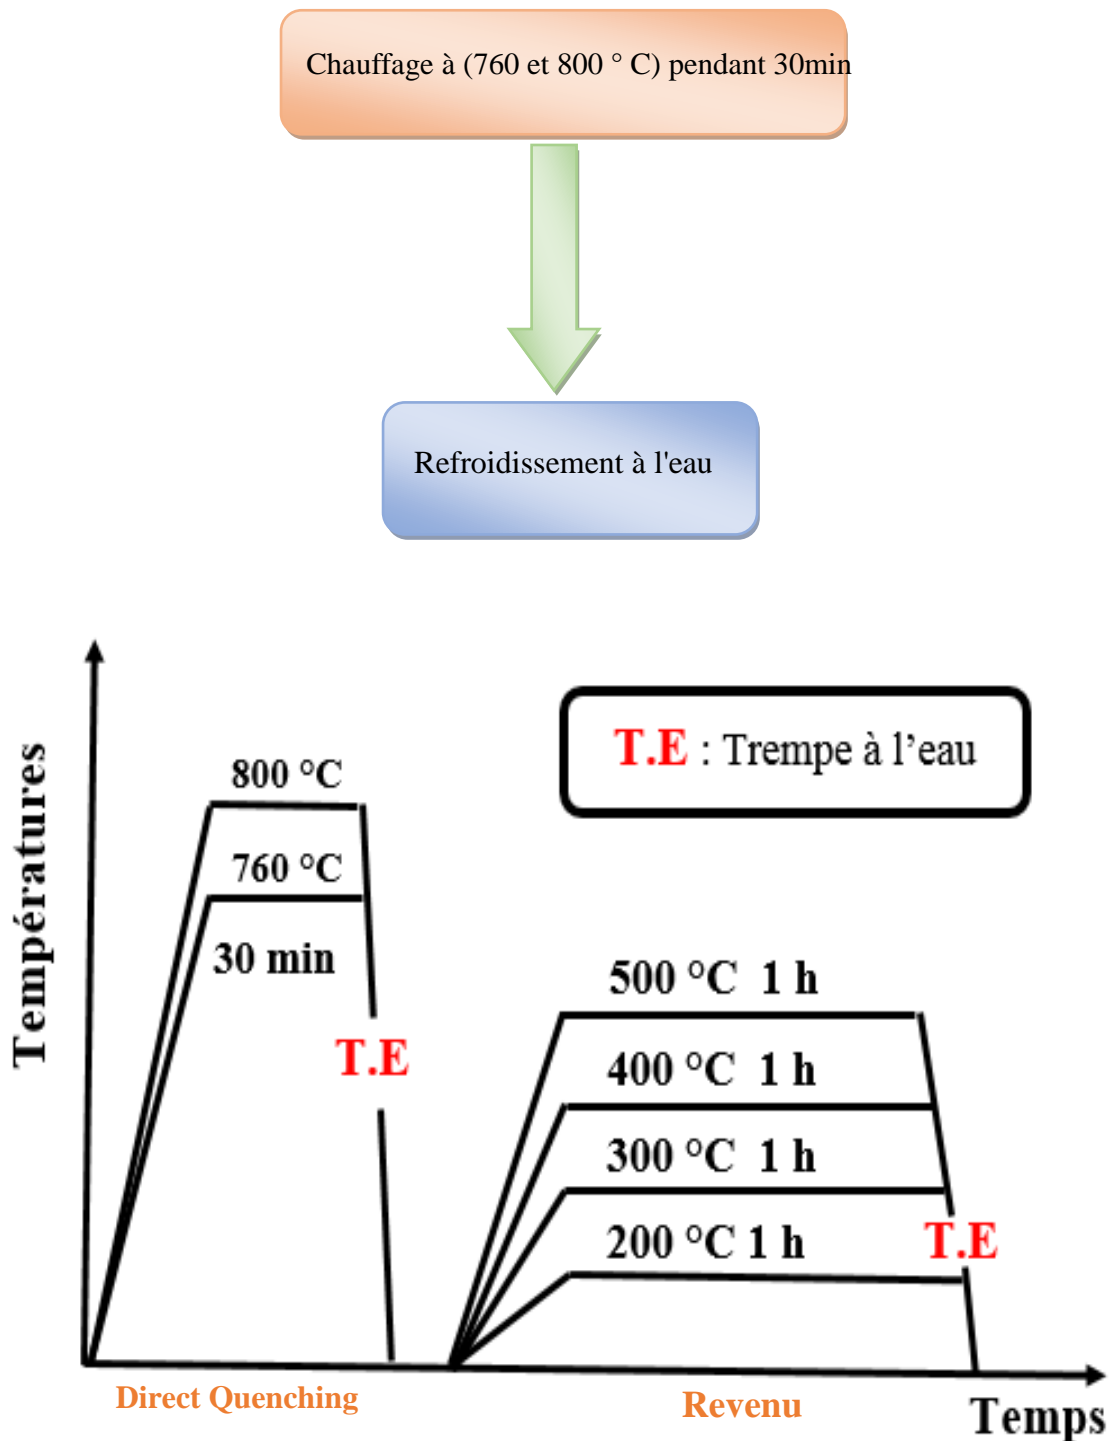 Chauffage à (760 et 800 ° C) pendant 30min
Refroidissement à l'eau
Températures
T.E : Trempe à l’eau
800 °C
760 °C
30 min
T.E
500 °C 1 h
400 °C 1 h
300 °C 1 h
200 °C 1 h
T.E
Direct Quenching
Revenu
Temps